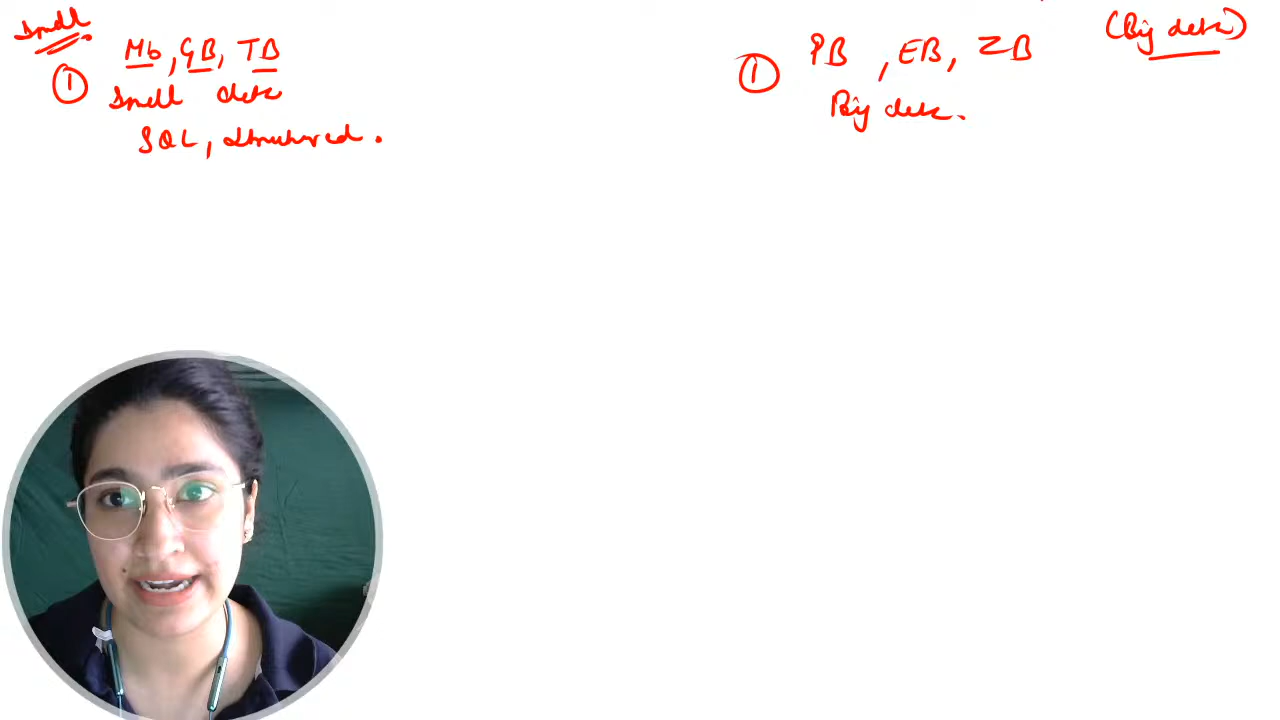 Small
① Mb, GB, TB
Small data
SQL, structured.
(Big data)
① PB, EB, ZB
Big data.